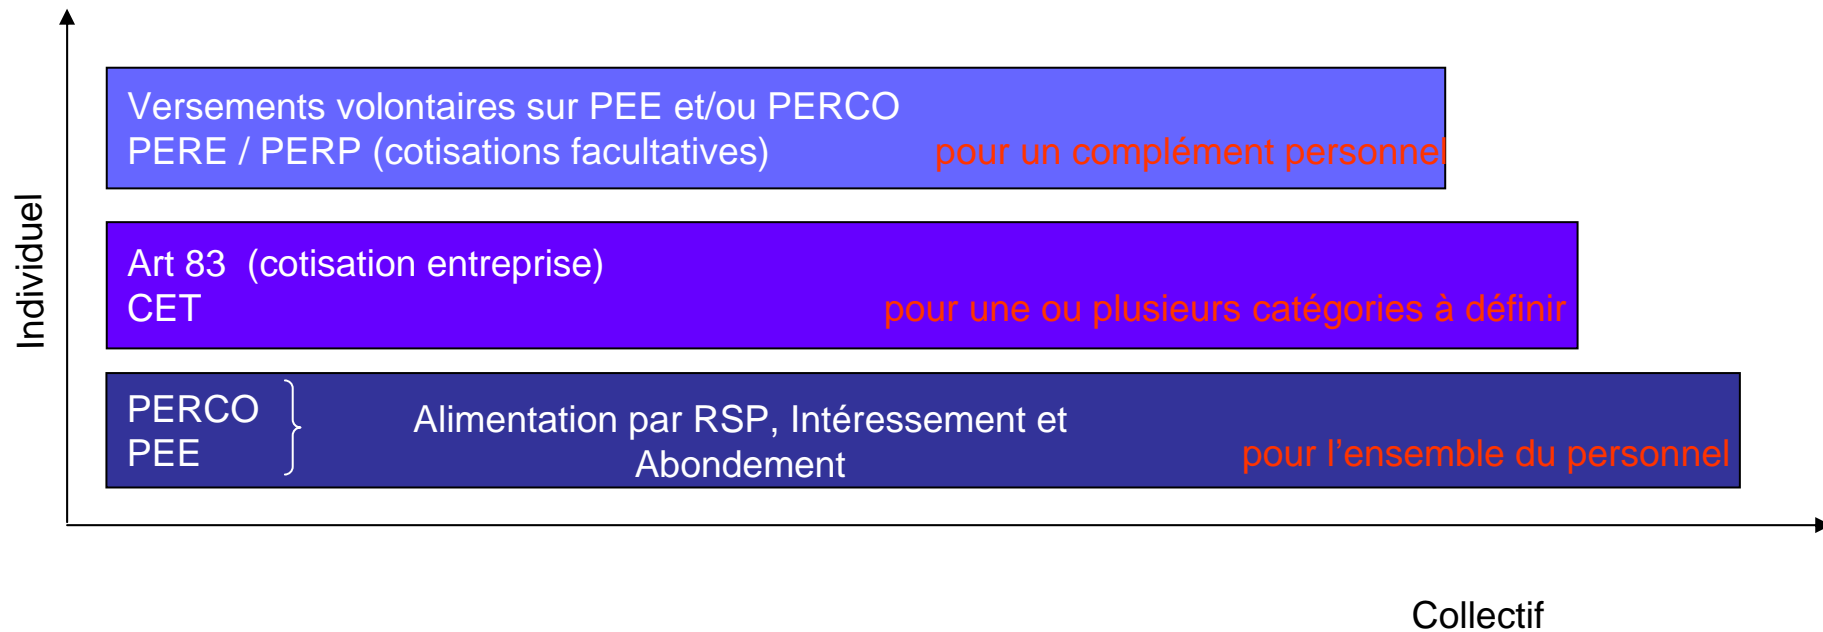 Individuel
Versements volontaires sur PEE et/ou PERCO
PERE / PERP (cotisations facultatives) pour un complément personnel
Art 83 (cotisation entreprise)
CET pour une ou plusieurs catégories à définir
PERCO
PEE
Alimentation par RSP, Intéressement et
Abondement
pour l’ensemble du personnel
Collectif